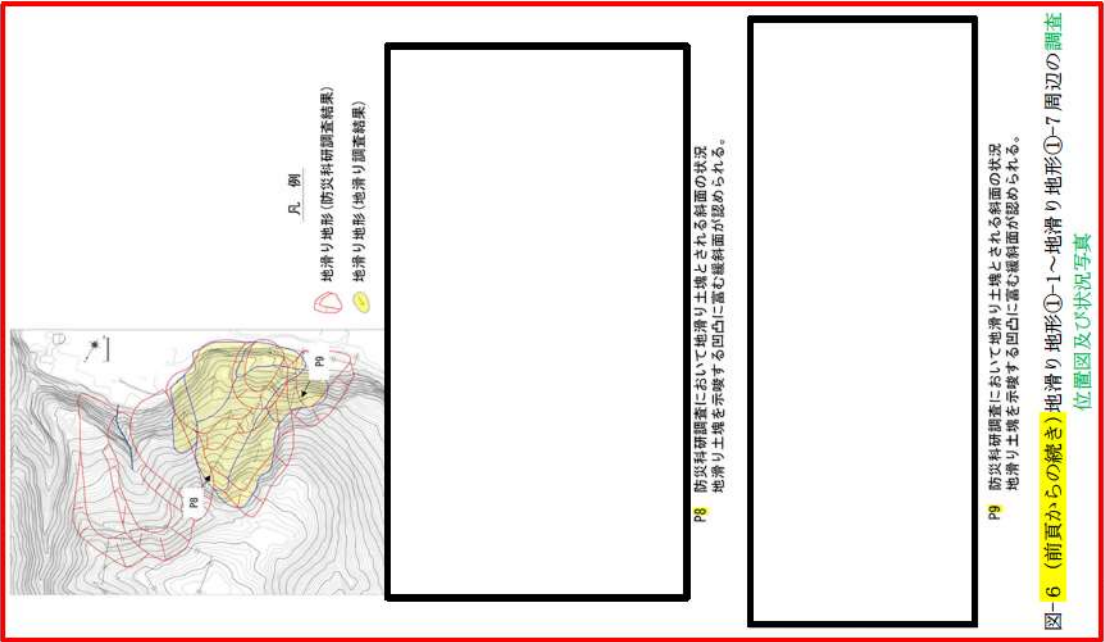 凡　例
地滑り地形(防災科研調査結果)
地滑り地形(地滑り調査結果)
P8
P9
P8 防災科研調査において地滑り土塊とされる斜面の状況
地滑り土塊を示唆する凹凸に富む緩斜面が認められる。
P9 防災科研調査において地滑り土塊とされる斜面の状況
地滑り土塊を示唆する凹凸に富む緩斜面が認められる。
図-6 (前頁からの続き)地滑り地形①-1～地滑り地形①-7周辺の調査
位置図及び状況写真